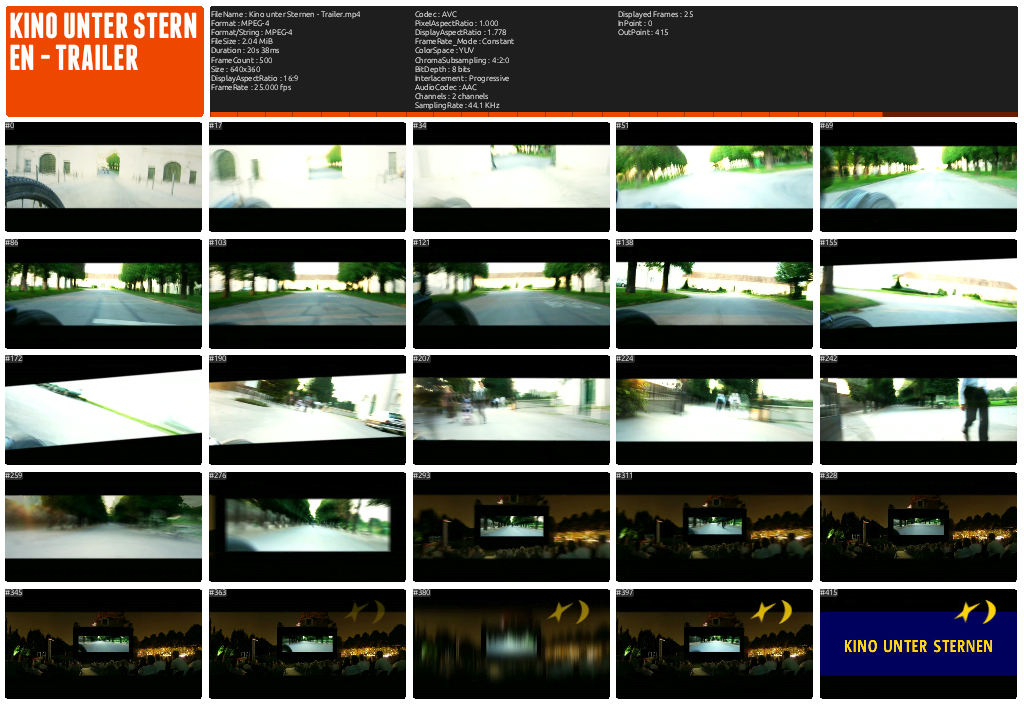 KINO UNTER STERN
EN - TRAILER
FileName : Kino unter Sternen - Trailer.mp4
Format : MPEG-4
Format/String : MPEG-4
FileSize : 2.04 MiB
Duration : 20s 38ms
FrameCount : 500
Size : 640x360
DisplayAspectRatio : 16:9
FrameRate : 25.000 fps
Codec : AVC
PixelAspectRatio : 1.000
DisplayAspectRatio : 1.778
FrameRate_Mode : Constant
ColorSpace : YUV
ChromaSubsampling : 4:2:0
BitDepth : 8 bits
Interlacement : Progressive
AudioCodec : AAC
Channels : 2 channels
SamplingRate : 44.1 KHz
Displayed Frames : 25
InPoint : 0
OutPoint : 415
#0 #17 #34 #51 #69
#86 #103 #121 #138 #155
#172 #190 #207 #224 #242
#259 #276 #293 #311 #328
#345 #363 #380 #397 #415
KINO UNTER STERNEN